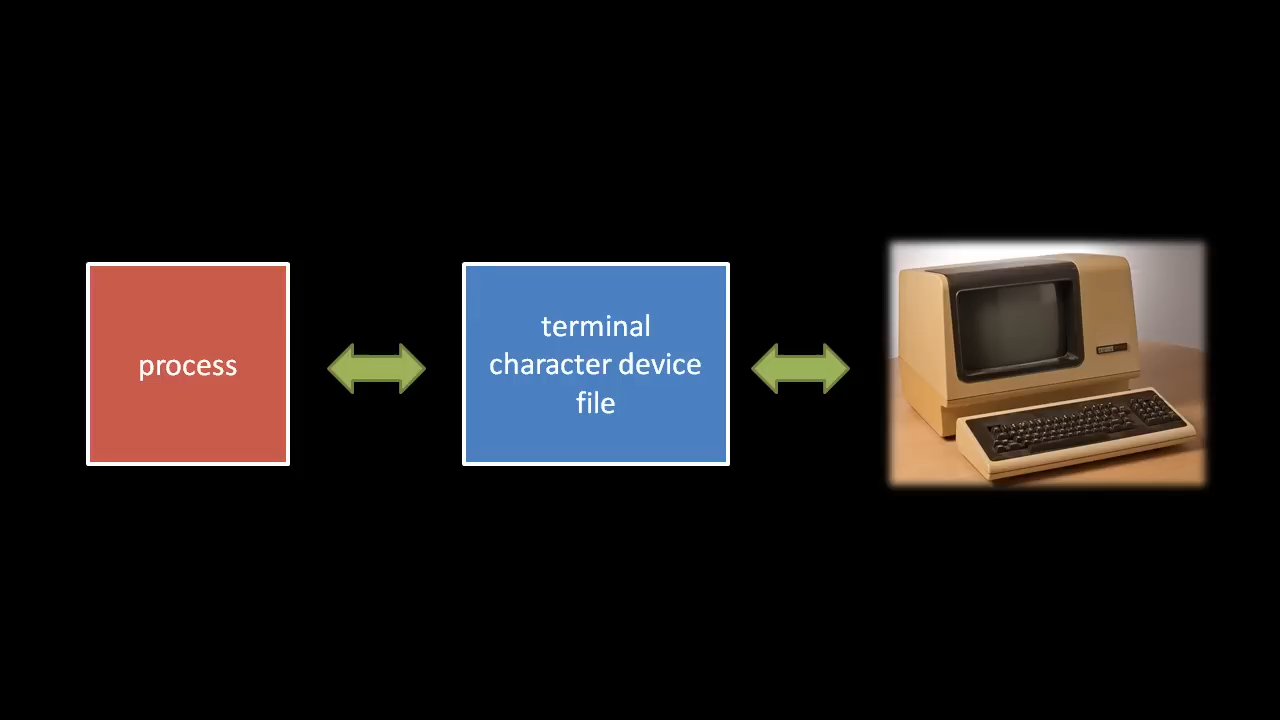 process
terminal
character device
file